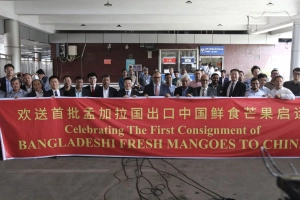 欢送首批孟加拉国出口中国鲜食芒果启运
Celebrating The First Consignment of
BANGLADESHI FRESH MANGOES TO CHINA